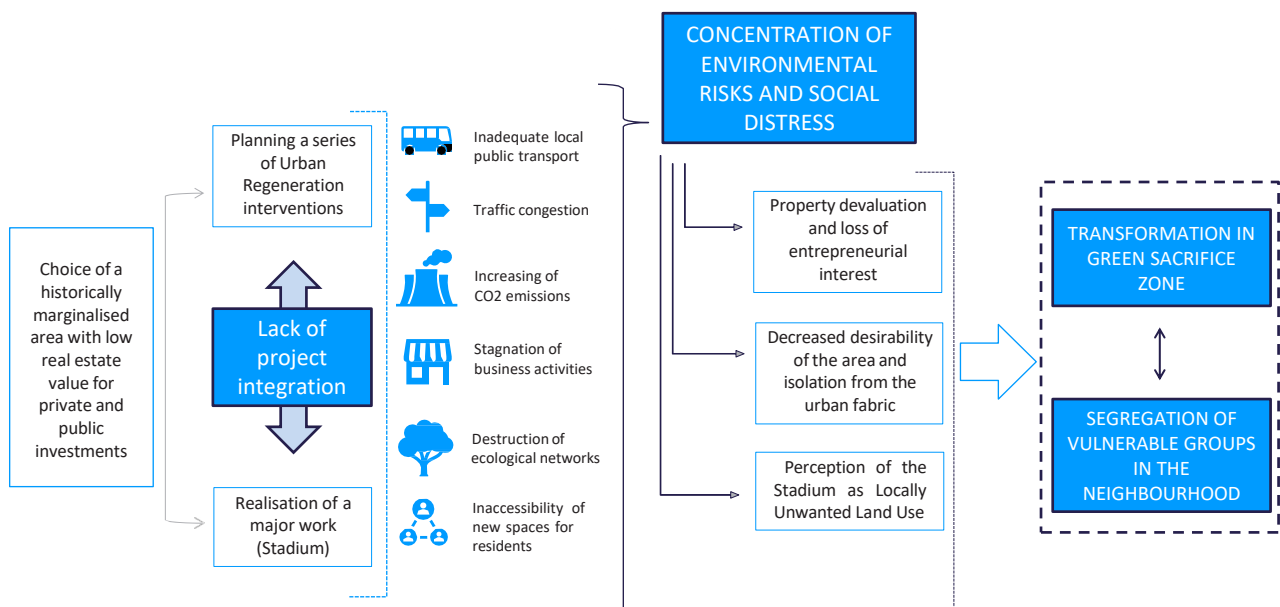 Choice of a
historically
marginalised
area with low
real estate
value for
private and
public
investments
Planning a series
of Urban
Regeneration
interventions
Lack of
project
integration
Realisation of a
major work
(Stadium)
Inadequate local
public transport
Traffic congestion
Increasing of
CO2 emissions
Stagnation of
business activities
Destruction of
ecological networks
Inaccessibility of
new spaces for
residents
CONCENTRATION OF
ENVIRONMENTAL
RISKS AND SOCIAL
DISTRESS
Property devaluation
and loss of
entrepreneurial
interest
Decreased desirability
of the area and
isolation from the
urban fabric
Perception of the
Stadium as Locally
Unwanted Land Use
TRANSFORMATION IN
GREEN SACRIFICE
ZONE
SEGREGATION OF
VULNERABLE GROUPS
IN THE
NEIGHBOURHOOD